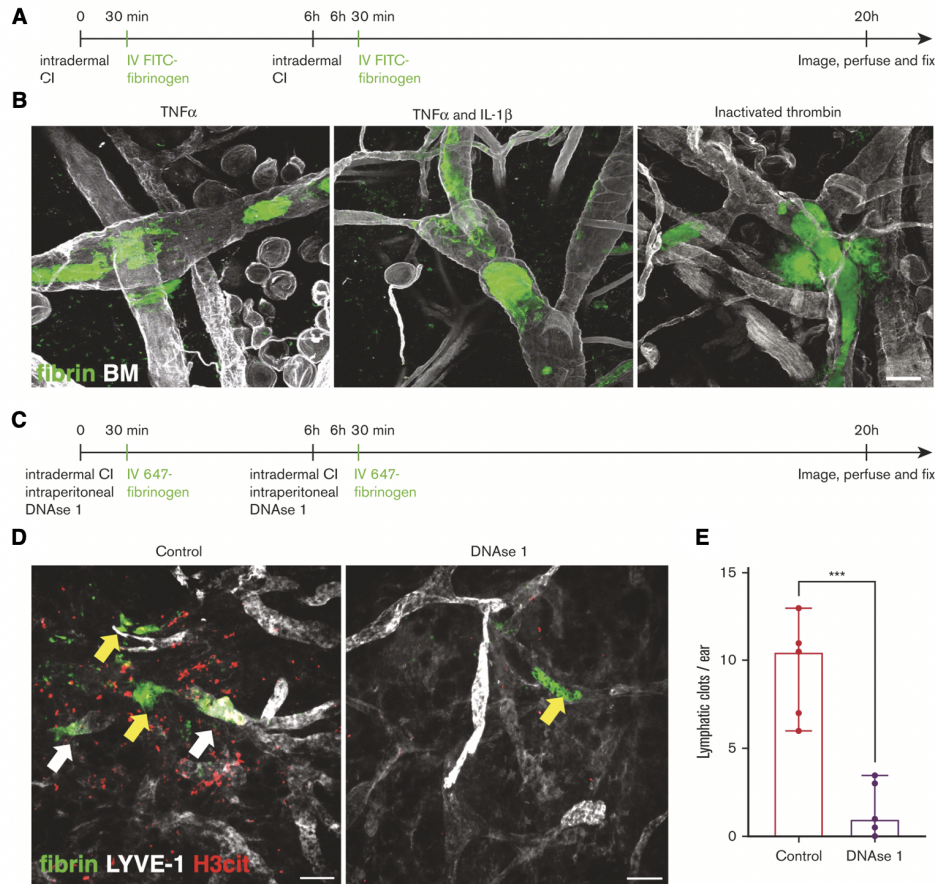 A
0 30 min 6h 6h 30 min 20h
intradermal IV FITC- intradermal IV FITC- Image, perfuse and fix
CI fibrinogen CI fibrinogen
B
TNFα TNFα and IL-1β Inactivated thrombin
fibrin BM
C
0 30 min 6h 6h 30 min 20h
intradermal CI IV 647- intradermal CI IV 647- Image, perfuse and fix
intraperitoneal fibrinogen intraperitoneal fibrinogen
DNAse 1 DNAse 1
D
Control DNAse 1
fibrin LYVE-1 H3cit
E
***
15
10
5
0
Lymphatic clots / ear
Control DNAse 1